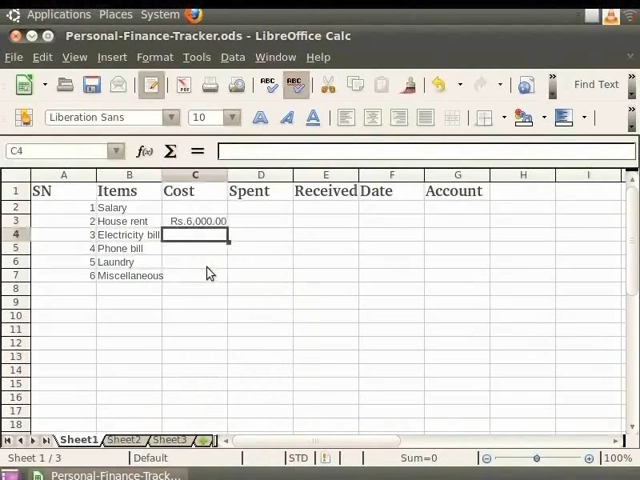 Applications Places System
Personal-Finance-Tracker.ods - LibreOffice Calc
File Edit View Insert Format Tools Data Window Help
ABC ABC Find Text
Liberation Sans 10
C4 f(x) Σ =
A B C D E F G H I
1 SN Items Cost Spent Received Date Account
2 1 Salary
3 2 House rent Rs.6,000.00
4 3 Electricity bill
5 4 Phone bill
6 5 Laundry
7 6 Miscellaneous
8
9
10
11
12
13
14
15
16
17
18
Sheet1 Sheet2 Sheet3
Sheet 1 / 3 Default STD Sum=0 100%
Personal-Finance-Track...